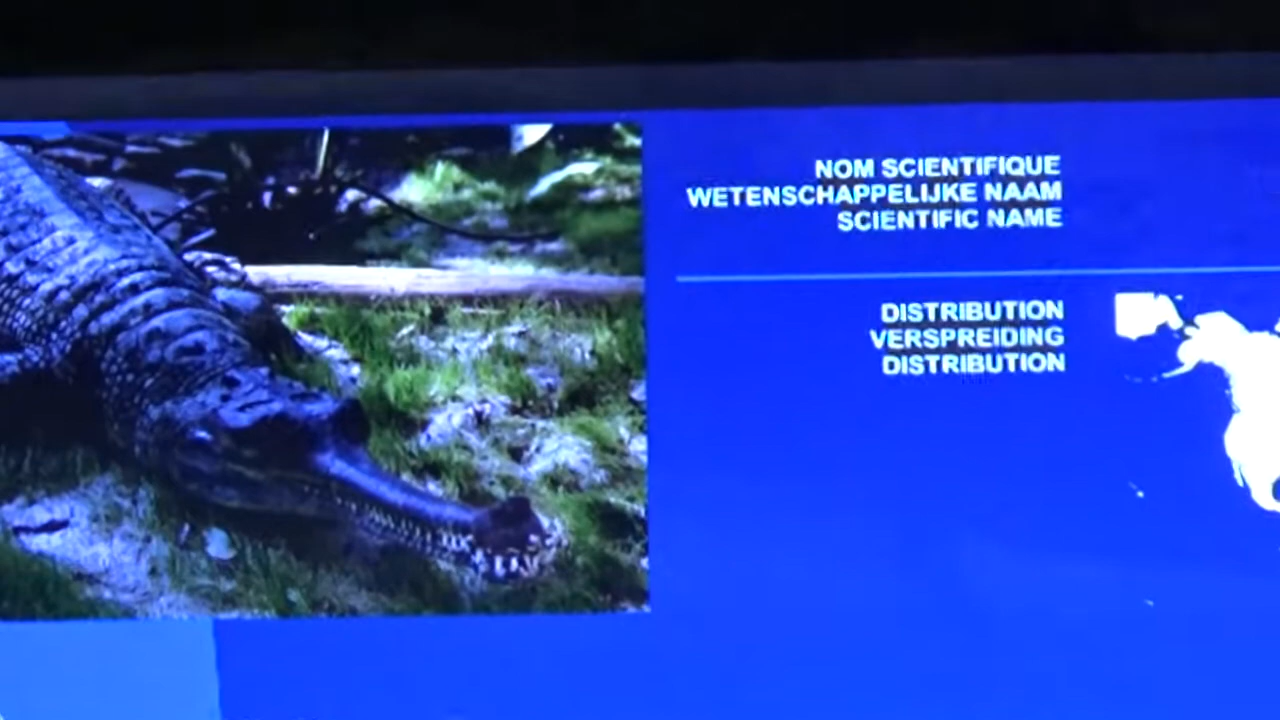 NOM SCIENTIFIQUE
WETENSCHAPPELIJKE NAAM
SCIENTIFIC NAME
DISTRIBUTION
VERSPREIDING
DISTRIBUTION